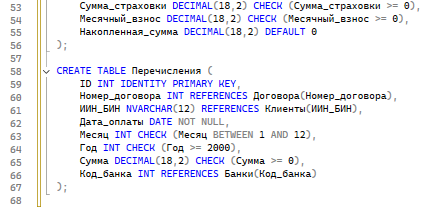 53 Сумма_страховки DECIMAL(18,2) CHECK (Сумма_страховки >= 0),
54 Месячный_взнос DECIMAL(18,2) CHECK (Месячный_взнос >= 0),
55 Накопленная_сумма DECIMAL(18,2) DEFAULT 0
56 );
57
58 CREATE TABLE Перечисления (
59 ID INT IDENTITY PRIMARY KEY,
60 Номер_договора INT REFERENCES Договора(Номер_договора),
61 ИИН_БИН NVARCHAR(12) REFERENCES Клиенты(ИИН_БИН),
62 Дата_оплаты DATE NOT NULL,
63 Месяц INT CHECK (Месяц BETWEEN 1 AND 12),
64 Год INT CHECK (Год >= 2000),
65 Сумма DECIMAL(18,2) CHECK (Сумма >= 0),
66 Код_банка INT REFERENCES Банки(Код_банка)
67 );
68